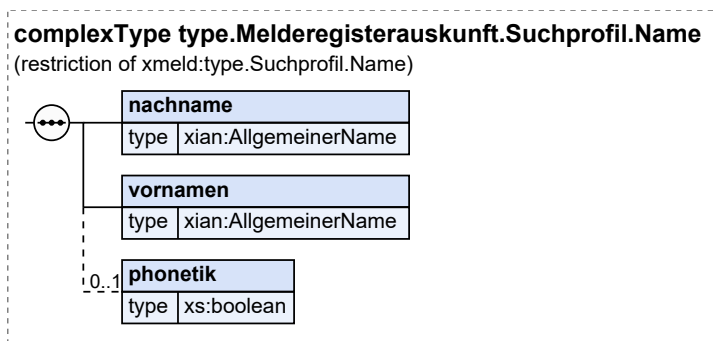 complexType type.Melderegisterauskunft.Suchprofil.Name
(restriction of xmeld:type.Suchprofil.Name)
nachname
type xian:AllgemeinerName
vornamen
type xian:AllgemeinerName
0..1 phonetik
type xs:boolean